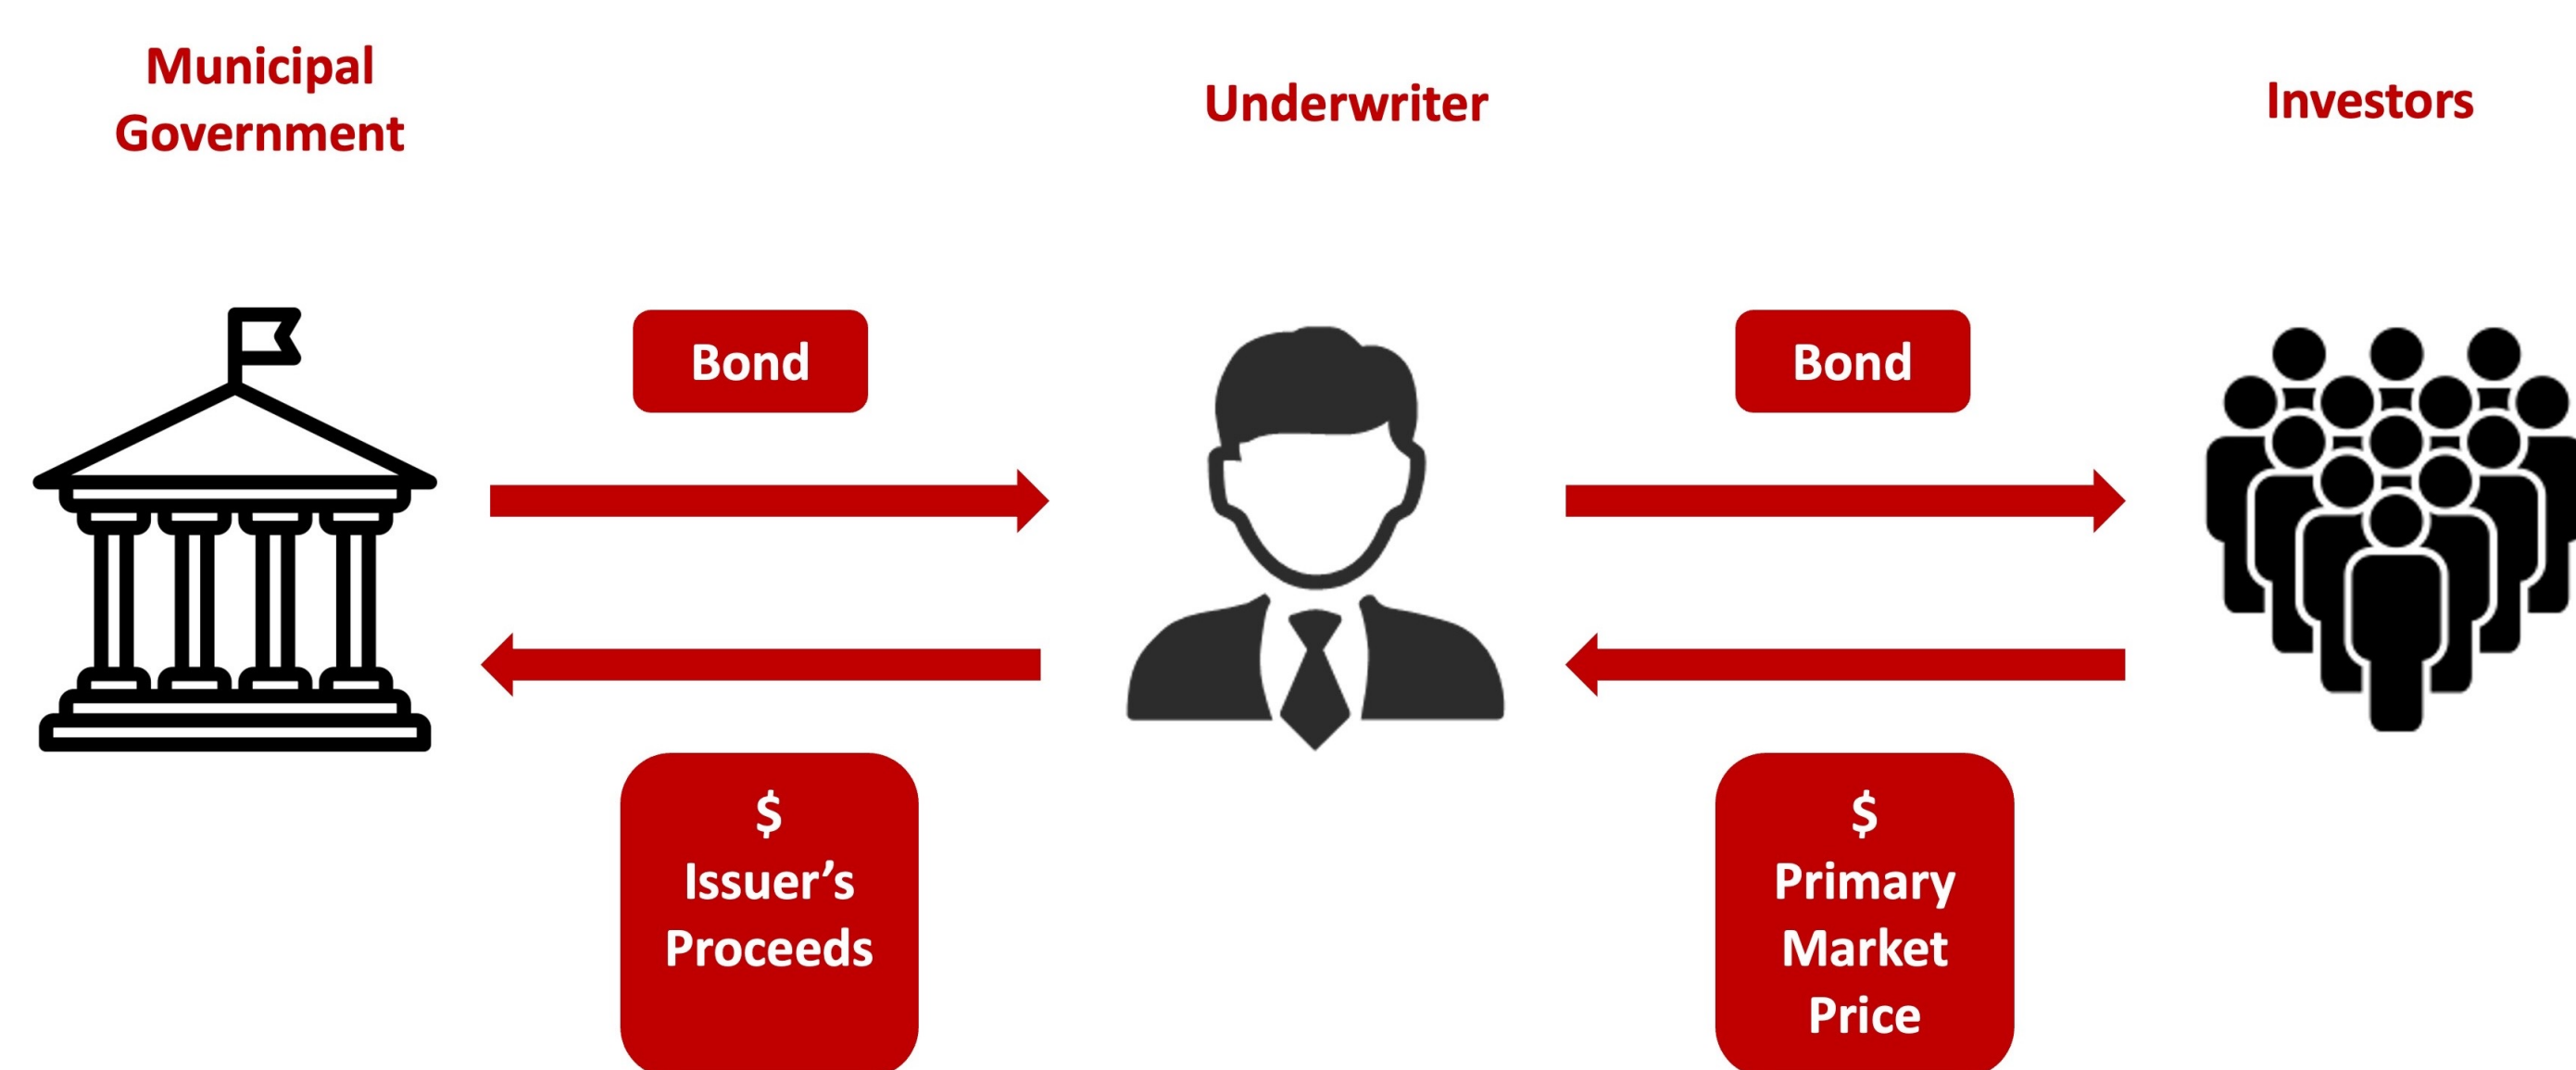 Municipal
Government
Underwriter
Investors
Bond
Bond
$
Issuer’s
Proceeds
$
Primary
Market
Price